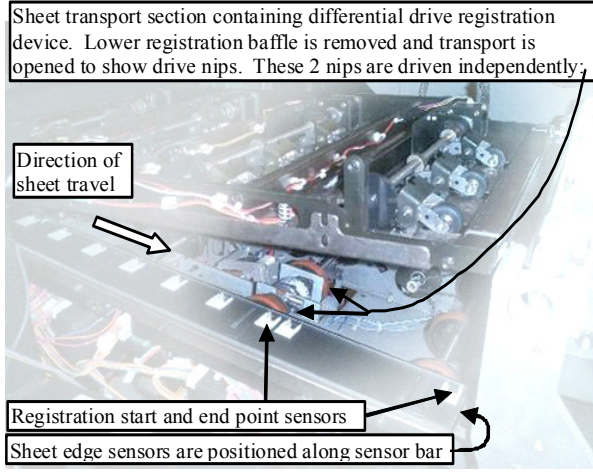 Sheet transport section containing differential drive registration
device. Lower registration baffle is removed and transport is
opened to show drive nips. These 2 nips are driven independently:
Direction of
sheet travel
Registration start and end point sensors
Sheet edge sensors are positioned along sensor bar